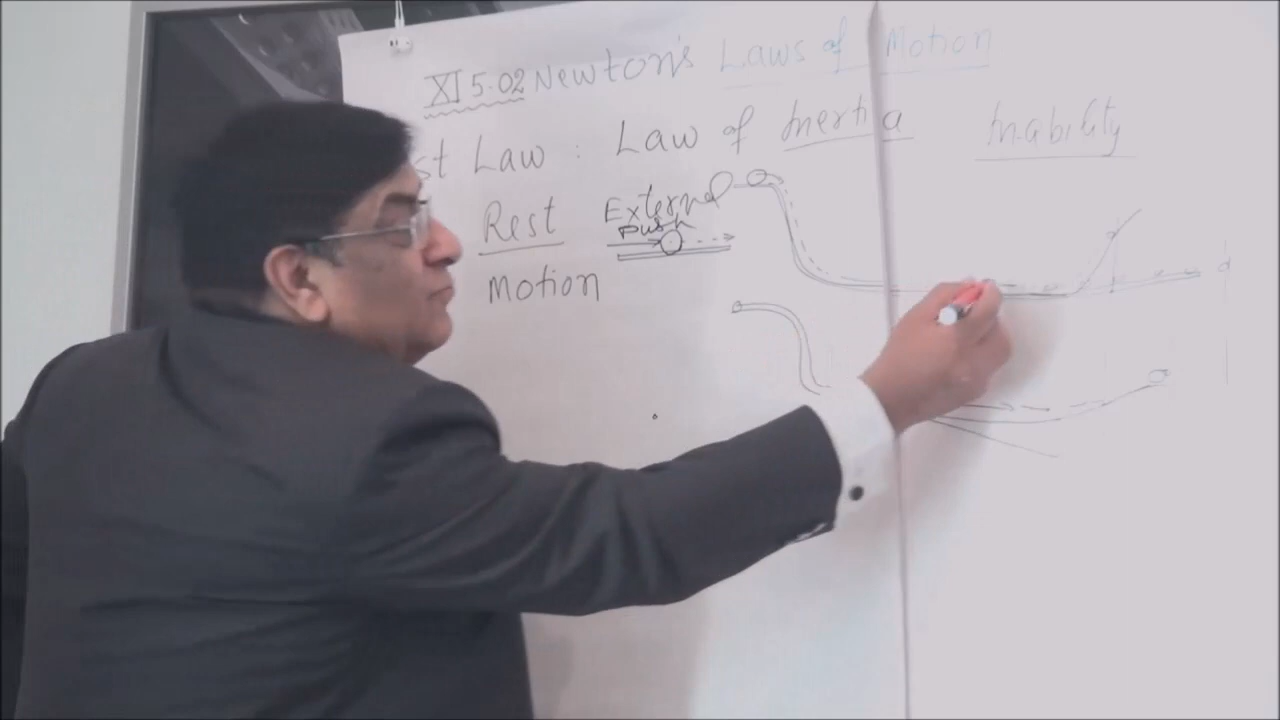 XI 5.02 Newton's Laws of Motion
st Law : Law of Inertia Inability
Rest External
Push
Motion